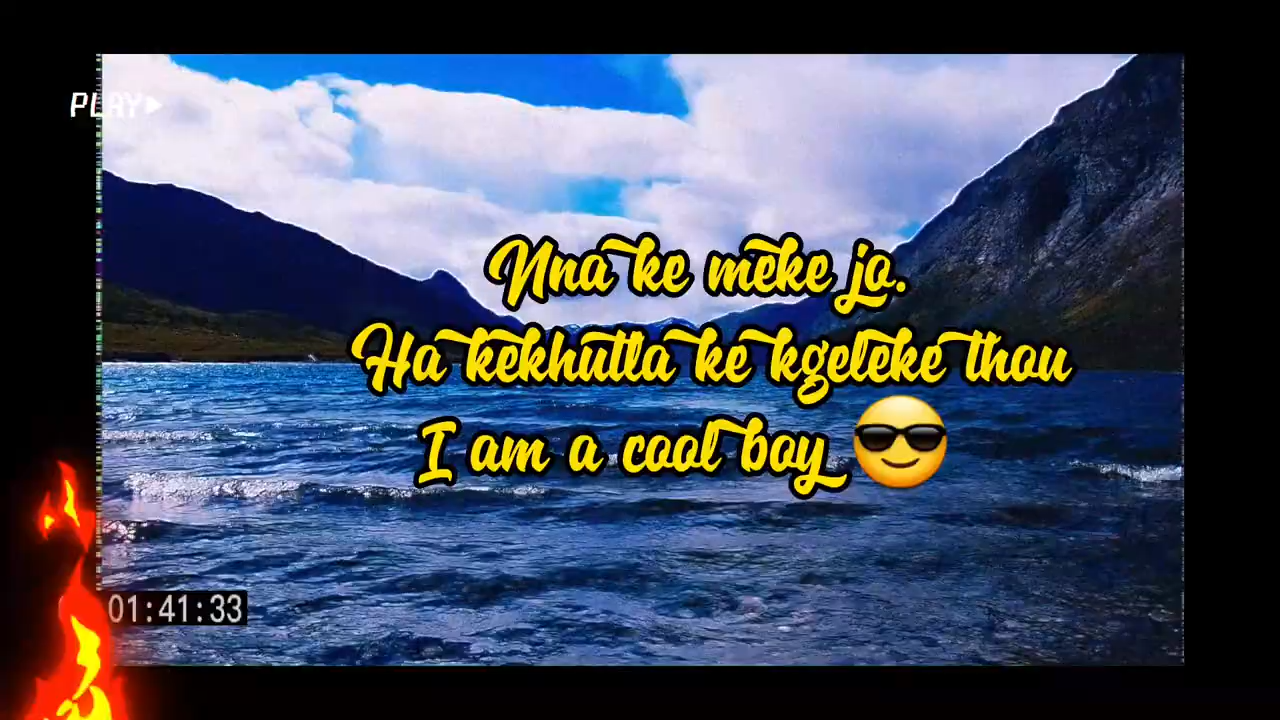 PLAY
Nna ke meke jo.
Ha kekhutla ke kgeleke thou
I am a cool boy 😎
01:41:33